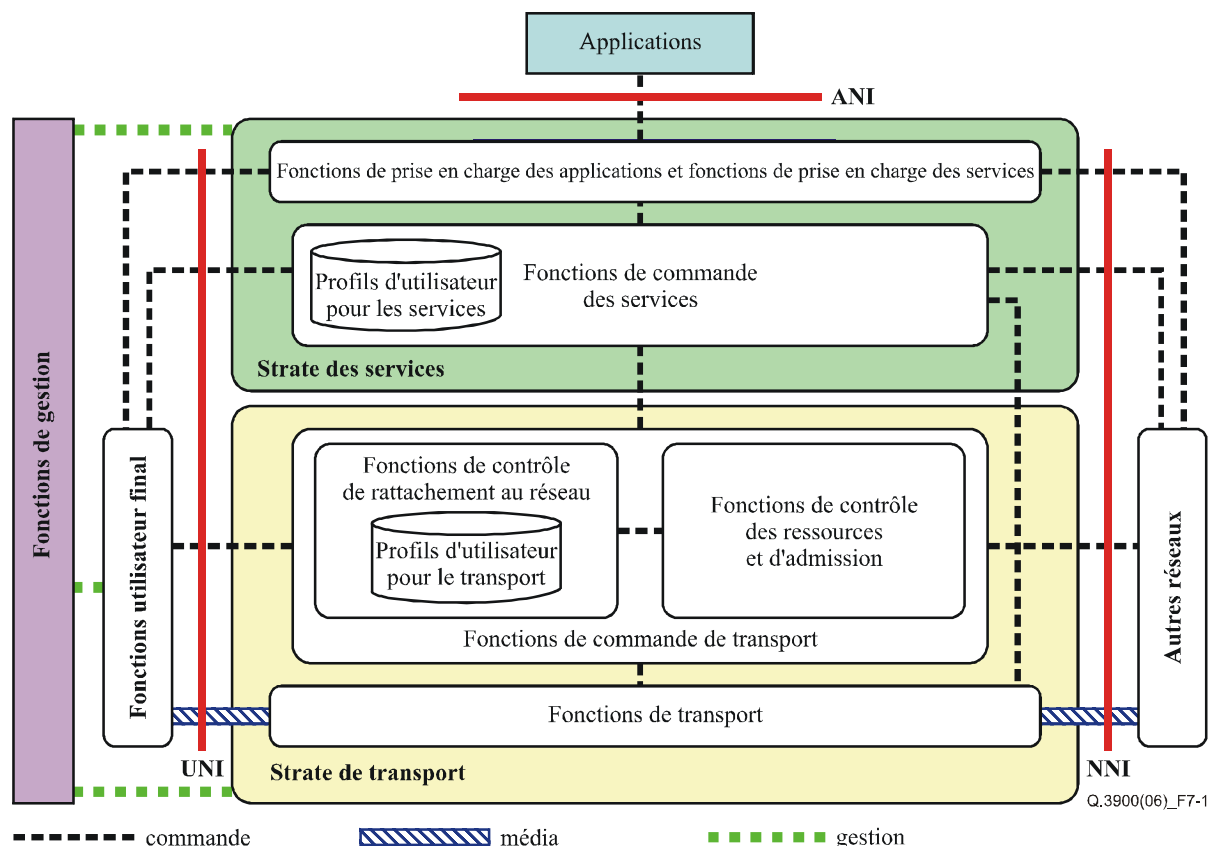 Applications
ANI
Fonctions de prise en charge des applications et fonctions de prise en charge des services
Profils d'utilisateur
pour les services
Fonctions de commande
des services
Strate des services
Fonctions de gestion
Fonctions utilisateur final
Fonctions de contrôle
de rattachement au réseau
Profils d'utilisateur
pour le transport
Fonctions de contrôle
des ressources
et d'admission
Fonctions de commande de transport
Autres réseaux
Fonctions de transport
UNI
Strate de transport
NNI
Q.3900(06)_F7-1
commande
média
gestion